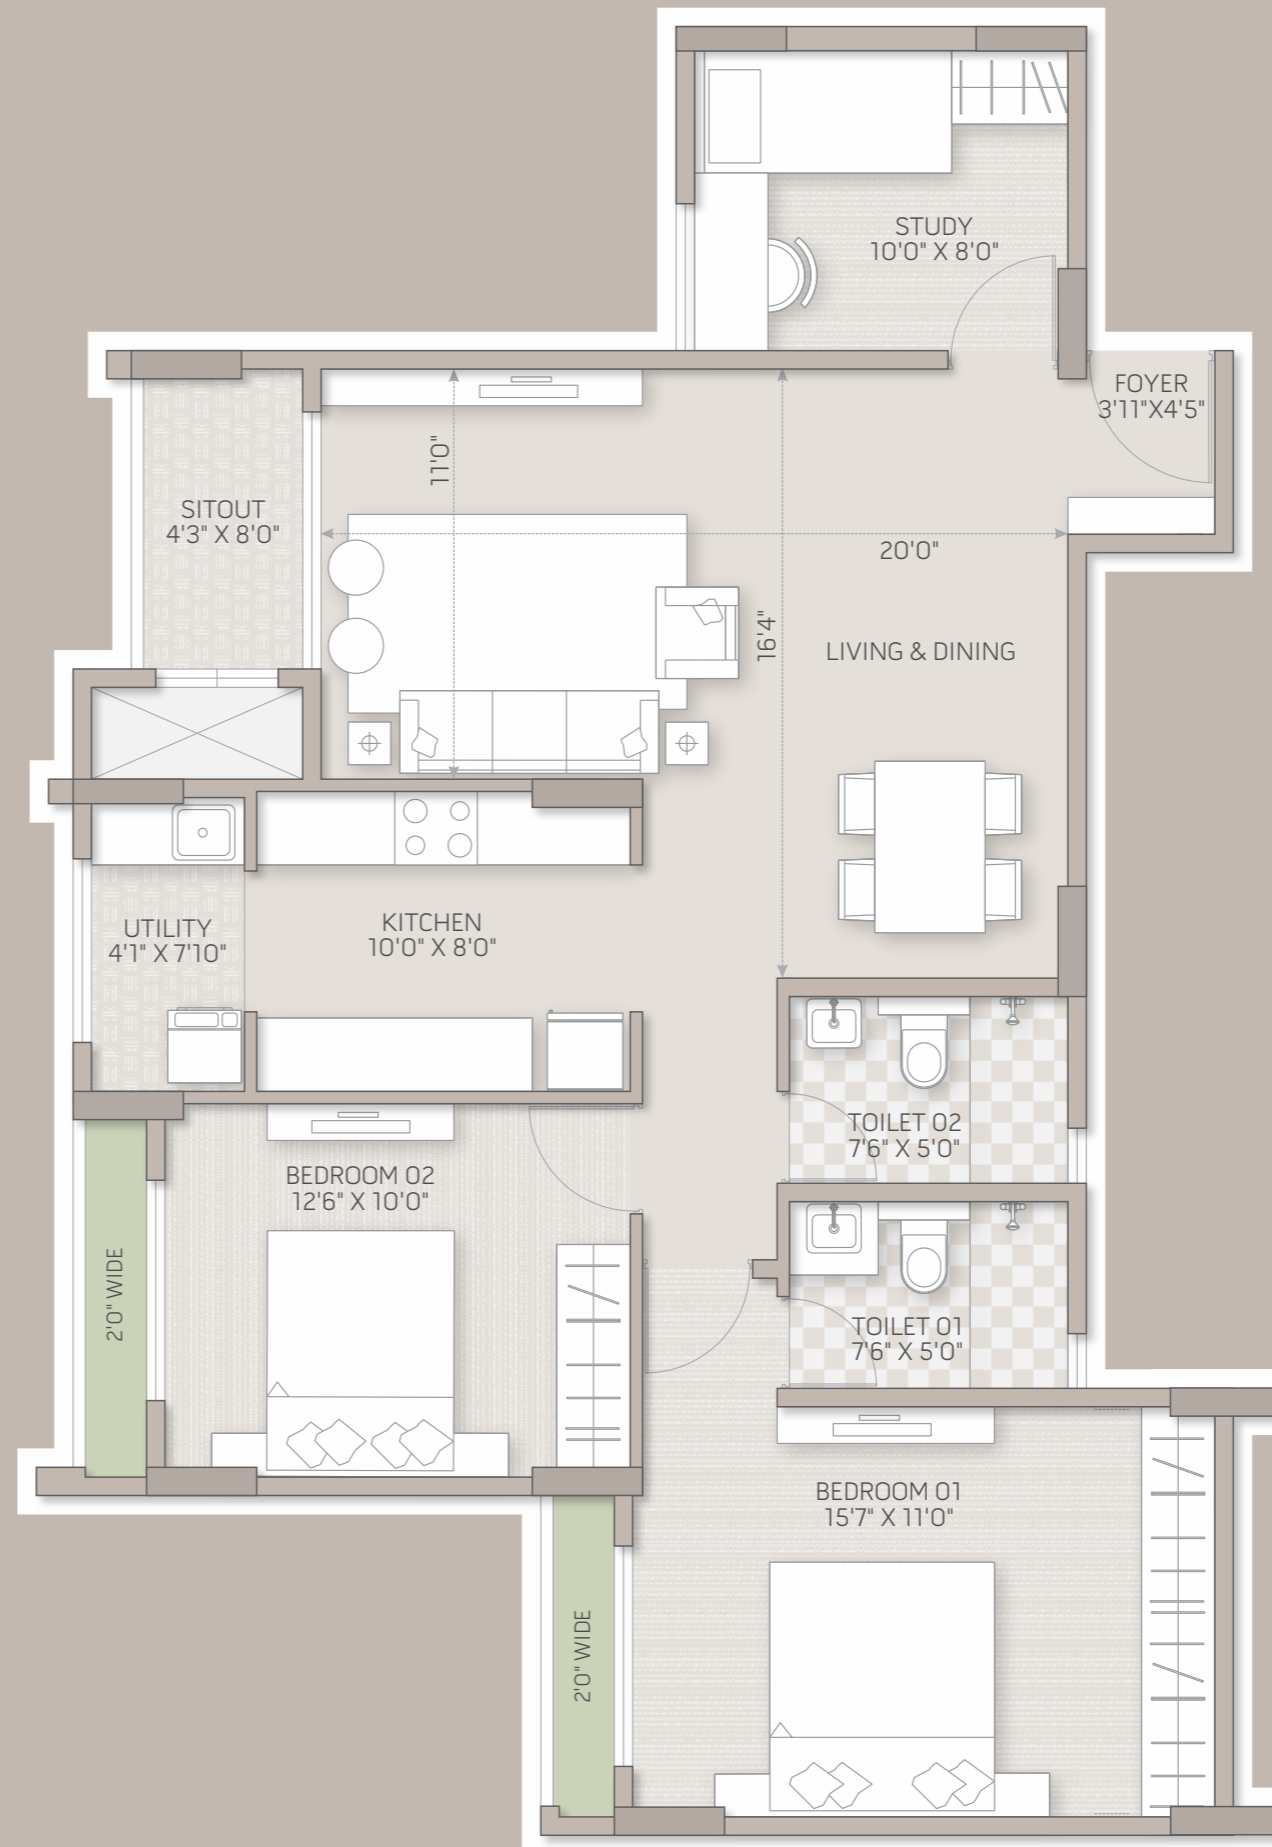 STUDY
10'0" X 8'0"
FOYER
3'11"X4'5"
11'0"
SITOUT
4'3" X 8'0"
20'0"
16'4"
LIVING & DINING
UTILITY
4'1" X 7'10"
KITCHEN
10'0" X 8'0"
TOILET 02
7'6" X 5'0"
BEDROOM 02
12'6" X 10'0"
2'0" WIDE
TOILET 01
7'6" X 5'0"
BEDROOM 01
15'7" X 11'0"
2'0" WIDE